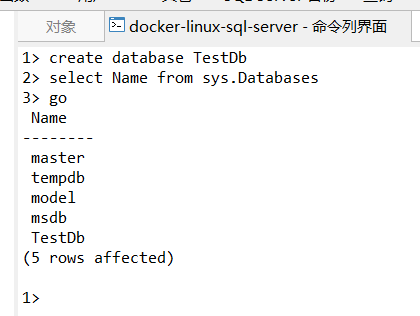 对象 docker-linux-sql-server - 命令列界面
1> create database TestDb
2> select Name from sys.Databases
3> go
Name
--------
master
tempdb
model
msdb
TestDb
(5 rows affected)
1>